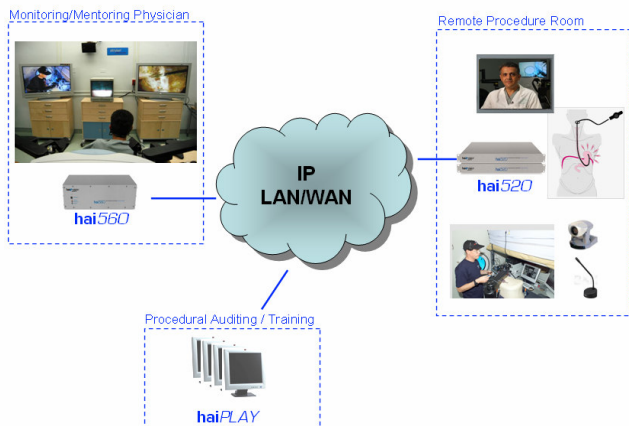 Monitoring/Mentoring Physician
Remote Procedure Room
IP
LAN/WAN
hai560
hai520
Procedural Auditing / Training
haiPLAY